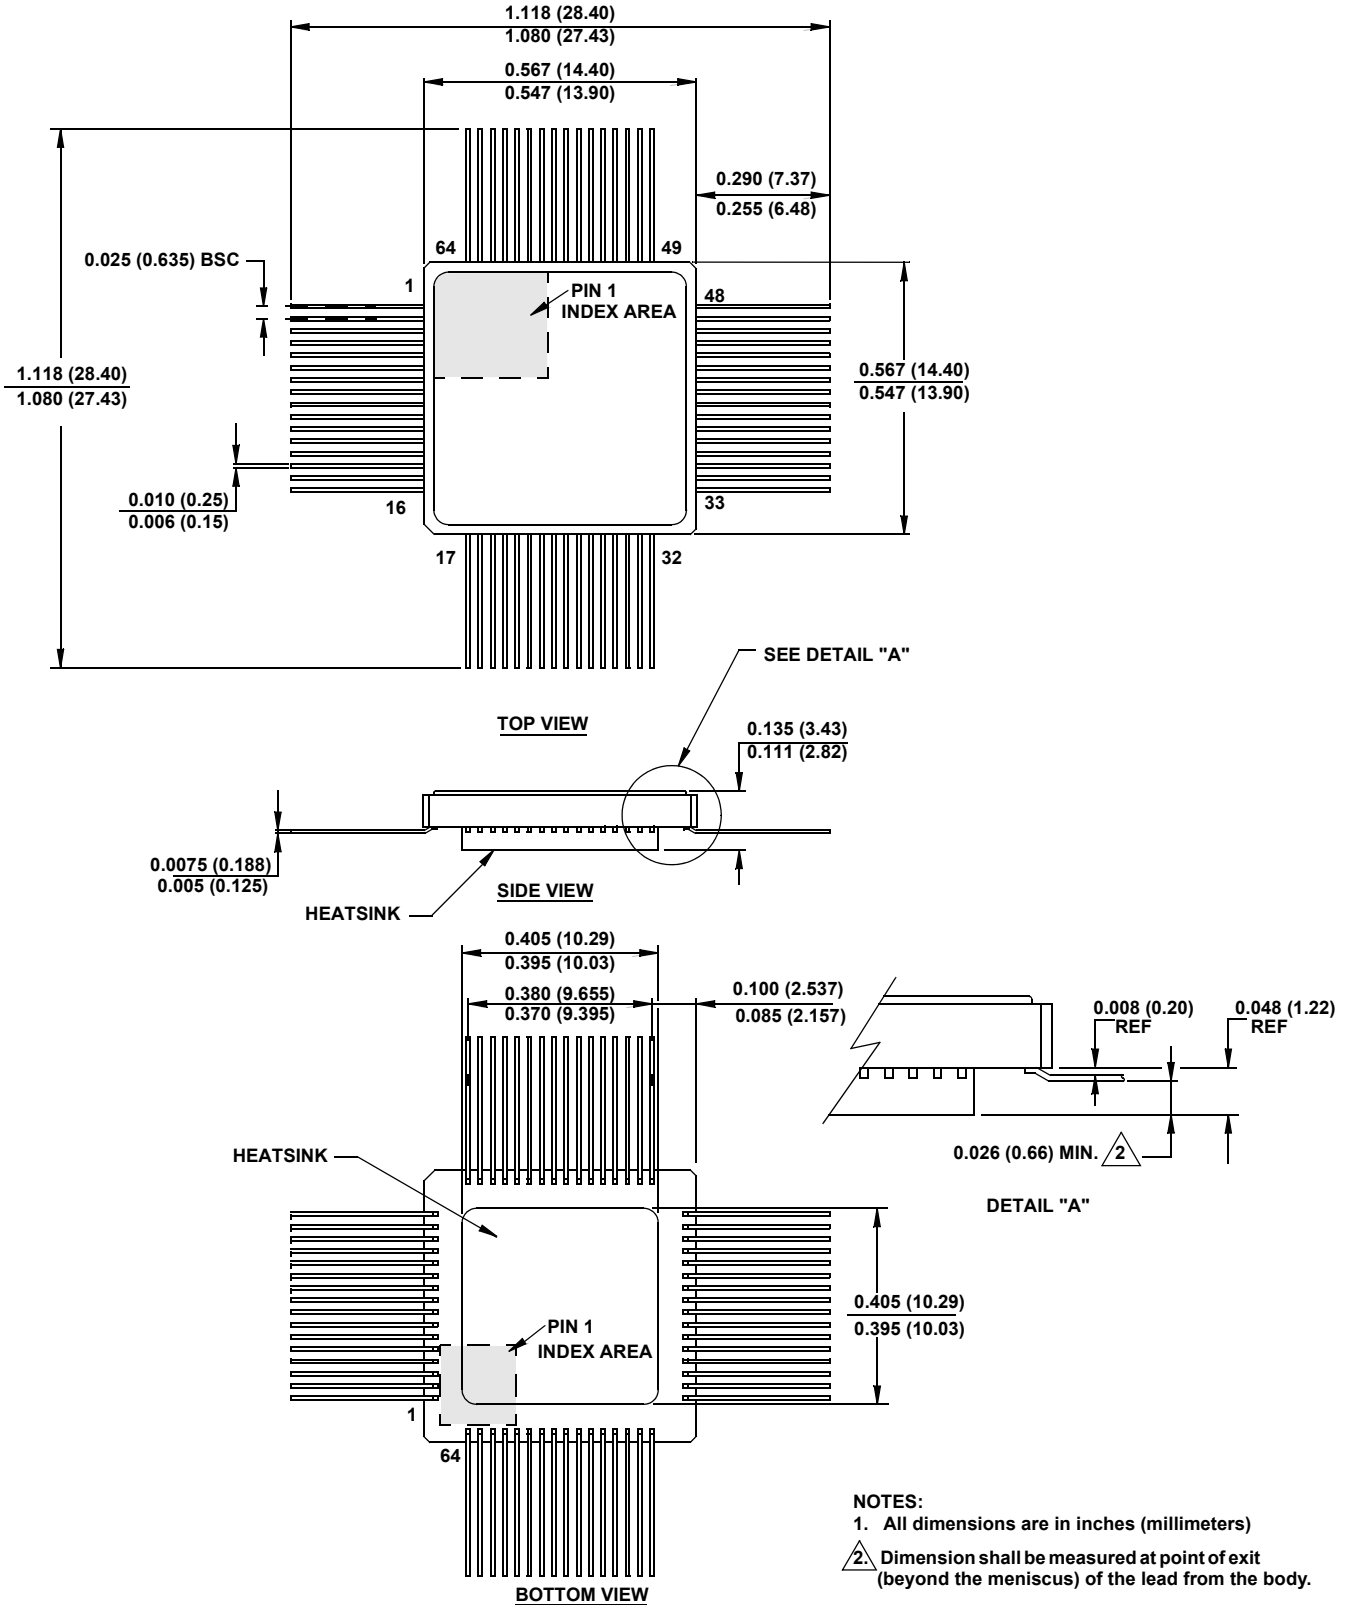 1.118 (28.40)
1.080 (27.43)
0.567 (14.40)
0.547 (13.90)
0.290 (7.37)
0.255 (6.48)
64
49
0.025 (0.635) BSC
1
PIN 1
INDEX AREA
48
1.118 (28.40)
1.080 (27.43)
0.567 (14.40)
0.547 (13.90)
0.010 (0.25)
0.006 (0.15)
16
33
17
32
SEE DETAIL "A"
TOP VIEW
0.135 (3.43)
0.111 (2.82)
0.0075 (0.188)
0.005 (0.125)
SIDE VIEW
HEATSINK
0.405 (10.29)
0.395 (10.03)
0.380 (9.655)
0.370 (9.395)
0.100 (2.537)
0.085 (2.157)
0.008 (0.20)
REF
0.048 (1.22)
REF
0.026 (0.66) MIN. 2
DETAIL "A"
HEATSINK
0.405 (10.29)
0.395 (10.03)
PIN 1
INDEX AREA
1
64
BOTTOM VIEW
NOTES:
1. All dimensions are in inches (millimeters)
2. Dimension shall be measured at point of exit
(beyond the meniscus) of the lead from the body.